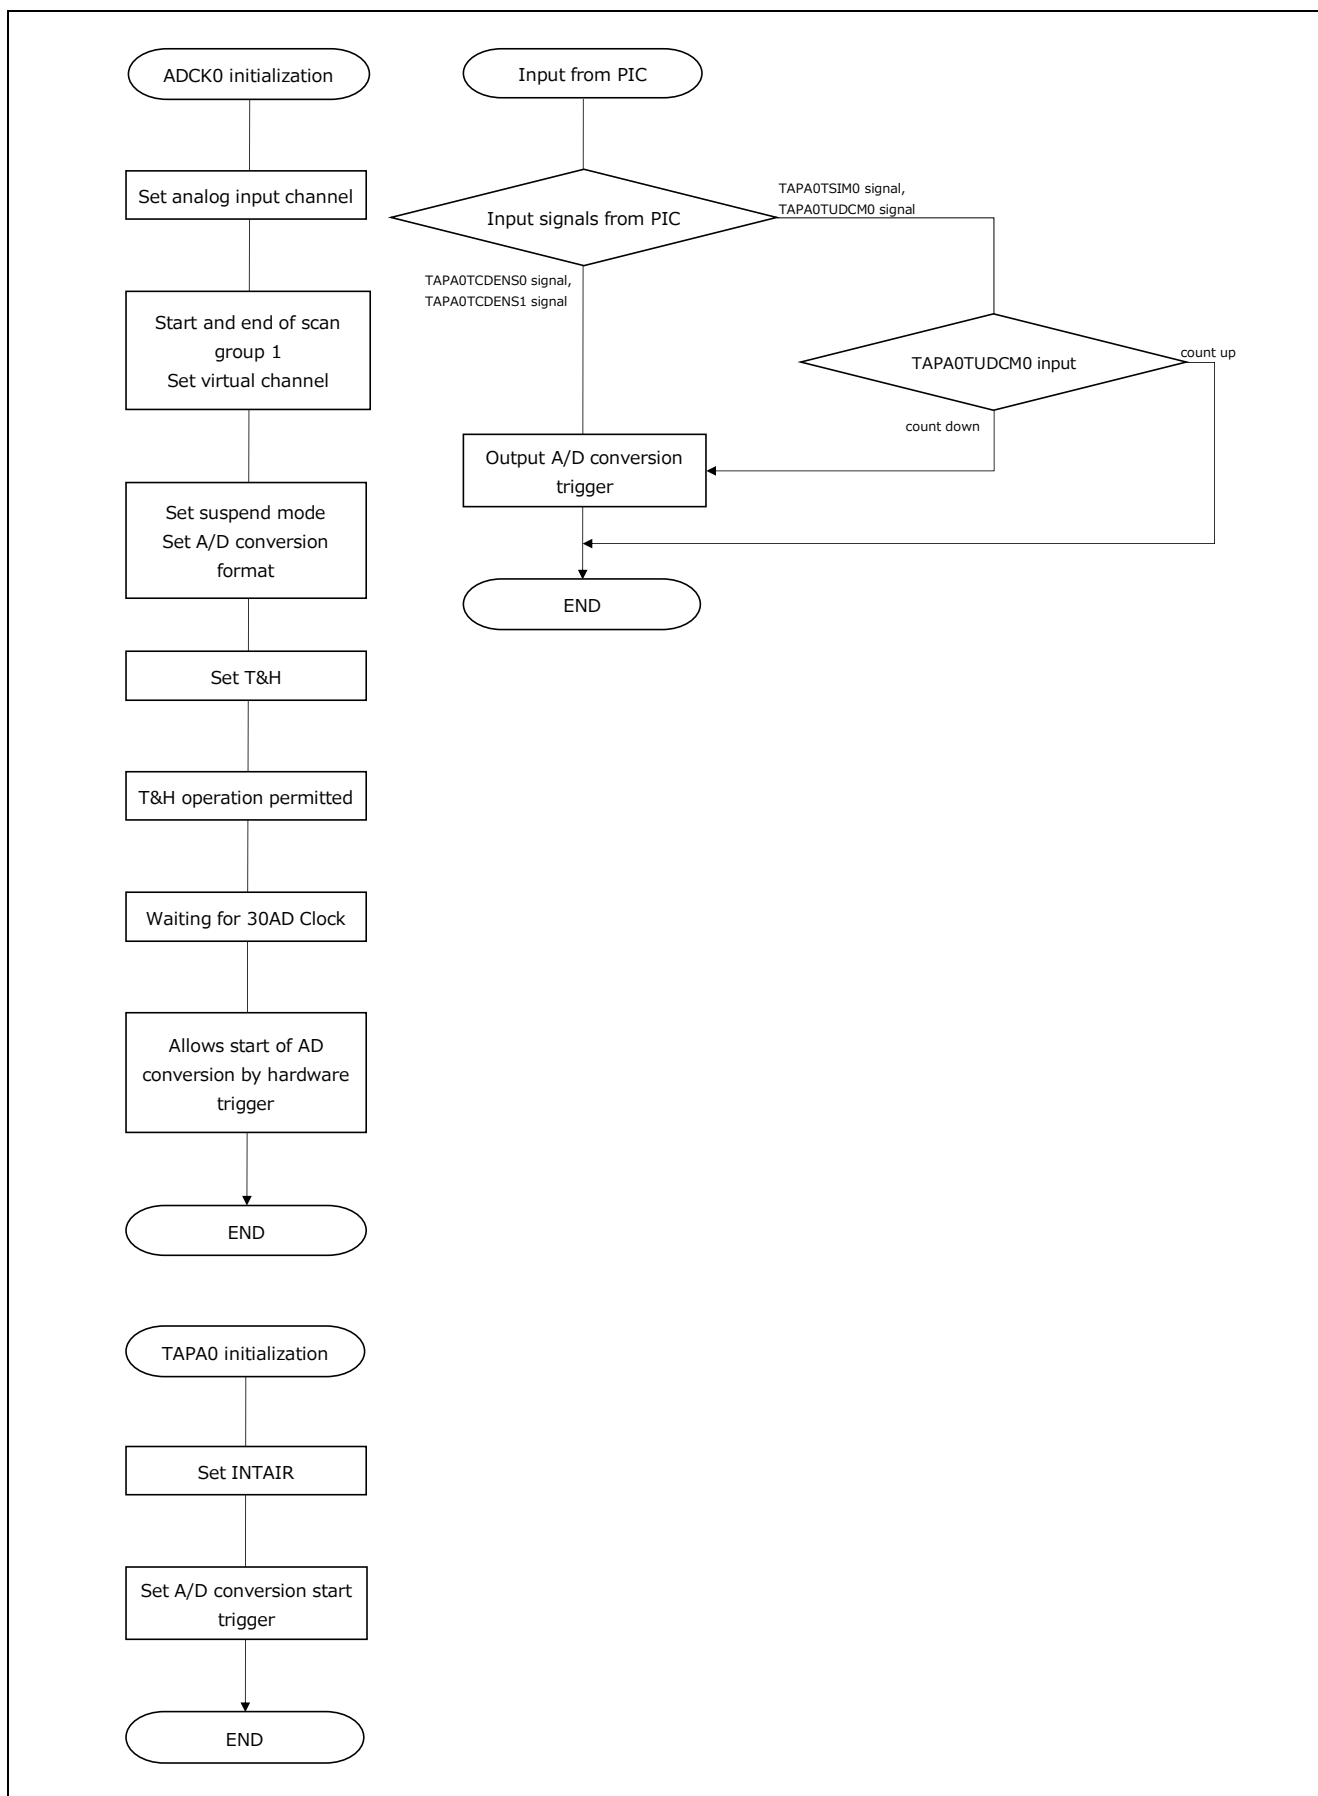 ADCK0 initialization
Set analog input channel
Start and end of scan
group 1
Set virtual channel
Set suspend mode
Set A/D conversion
format
Set T&H
T&H operation permitted
Waiting for 30AD Clock
Allows start of AD
conversion by hardware
trigger
END
Input from PIC
Input signals from PIC
TAPA0TSIM0 signal,
TAPA0TUDCM0 signal
TAPA0TCDENS0 signal,
TAPA0TCDENS1 signal
TAPA0TUDCM0 input
count up
count down
Output A/D conversion
trigger
END
TAPA0 initialization
Set INTAIR
Set A/D conversion start
trigger
END